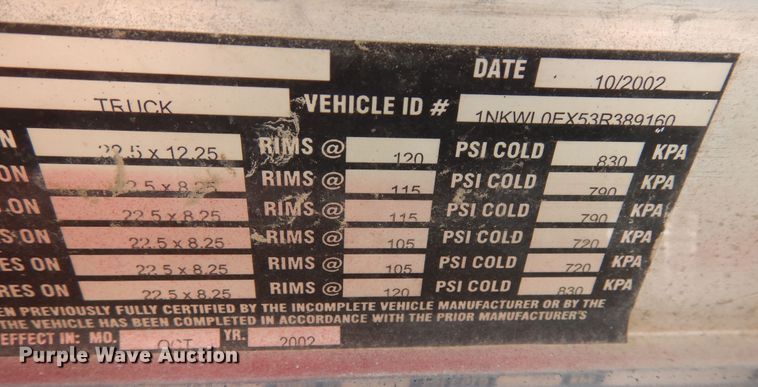 DATE 10/2002
TRUCK VEHICLE ID # 1NKWL0EX53R389160
N 22.5 x 12.25 RIMS @ 120 PSI COLD 830 KPA
ON 22.5 x 8.25 RIMS @ 115 PSI COLD 790 KPA
ON 22.5 x 8.25 RIMS @ 115 PSI COLD 790 KPA
S ON 22.5 x 8.25 RIMS @ 105 PSI COLD 720 KPA
ES ON 22.5 x 8.25 RIMS @ 105 PSI COLD 720 KPA
RES ON 22.5 x 8.25 RIMS @ 120 PSI COLD 830 KPA
EN PREVIOUSLY FULLY CERTIFIED BY THE INCOMPLETE VEHICLE MANUFACTURER OR BY THE
THE VEHICLE HAS BEEN COMPLETED IN ACCORDANCE WITH THE PRIOR MANUFACTURER'S
EFFECT IN: MO. OCT YR. 2002
Purple Wave Auction